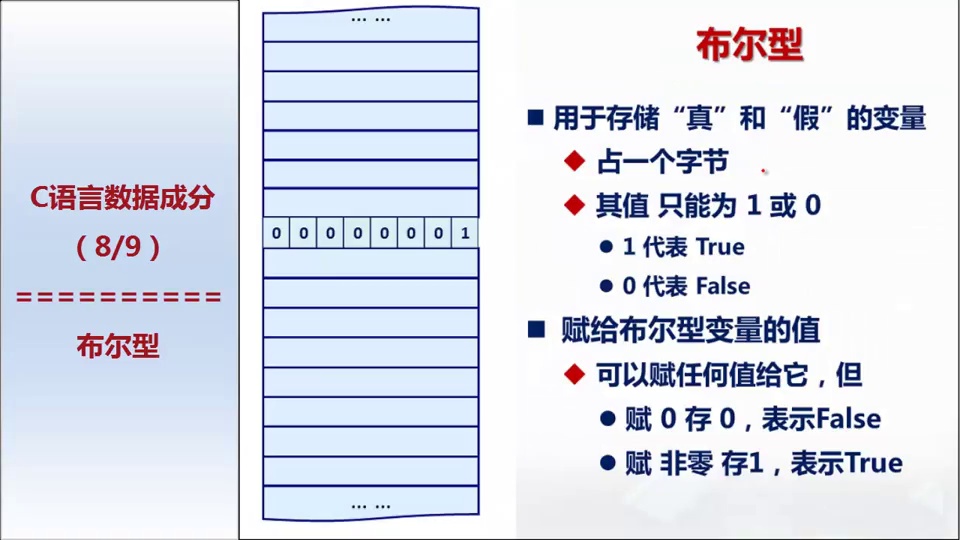 C语言数据成分
（8/9）
==========
布尔型
... ...
0 0 0 0 0 0 0 1
... ...
布尔型
■ 用于存储“真”和“假”的变量
◆ 占一个字节
◆ 其值 只能为 1 或 0
● 1 代表 True
● 0 代表 False
■ 赋给布尔型变量的值
◆ 可以赋任何值给它，但
● 赋 0 存 0，表示False
● 赋 非零 存1，表示True